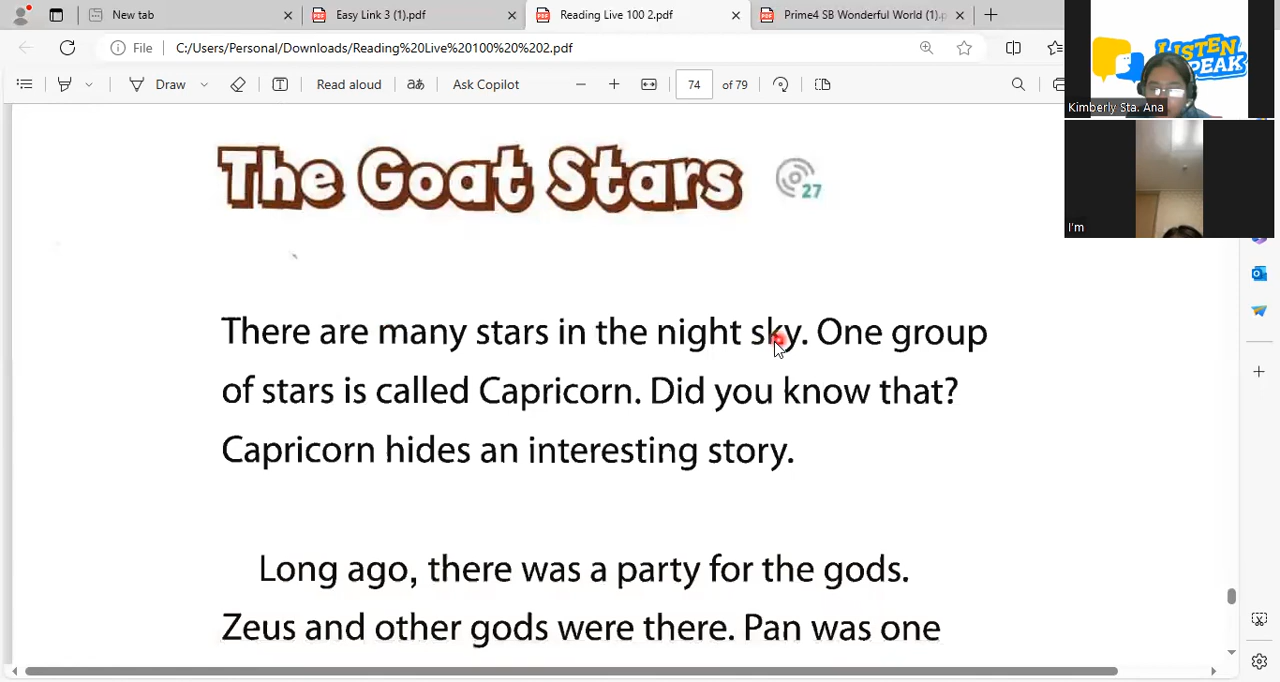 New tab
Easy Link 3 (1).pdf
Reading Live 100 2.pdf
Prime4 SB Wonderful World (1).p
File
C:/Users/Personal/Downloads/Reading%20Live%20100%20%202.pdf
Draw
Read aloud
aあ
Ask Copilot
74
of 79
LISTEN
SPEAK
Kimberly Sta. Ana
I'm
The Goat Stars
27
There are many stars in the night sky. One group
of stars is called Capricorn. Did you know that?
Capricorn hides an interesting story.
Long ago, there was a party for the gods.
Zeus and other gods were there. Pan was one